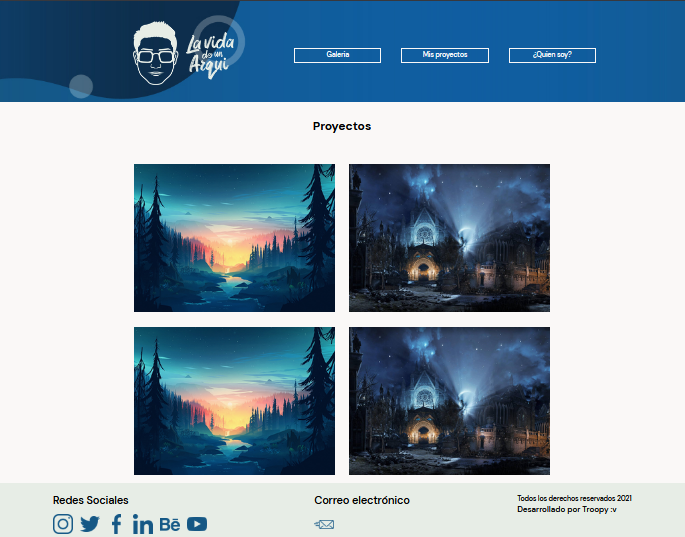 La vida
de un
Arqui
Galeria
Mis proyectos
¿Quien soy?
Proyectos
Redes Sociales
Correo electrónico
Todos los derechos reservados 2021
Desarrollado por Troopy :v
Bē